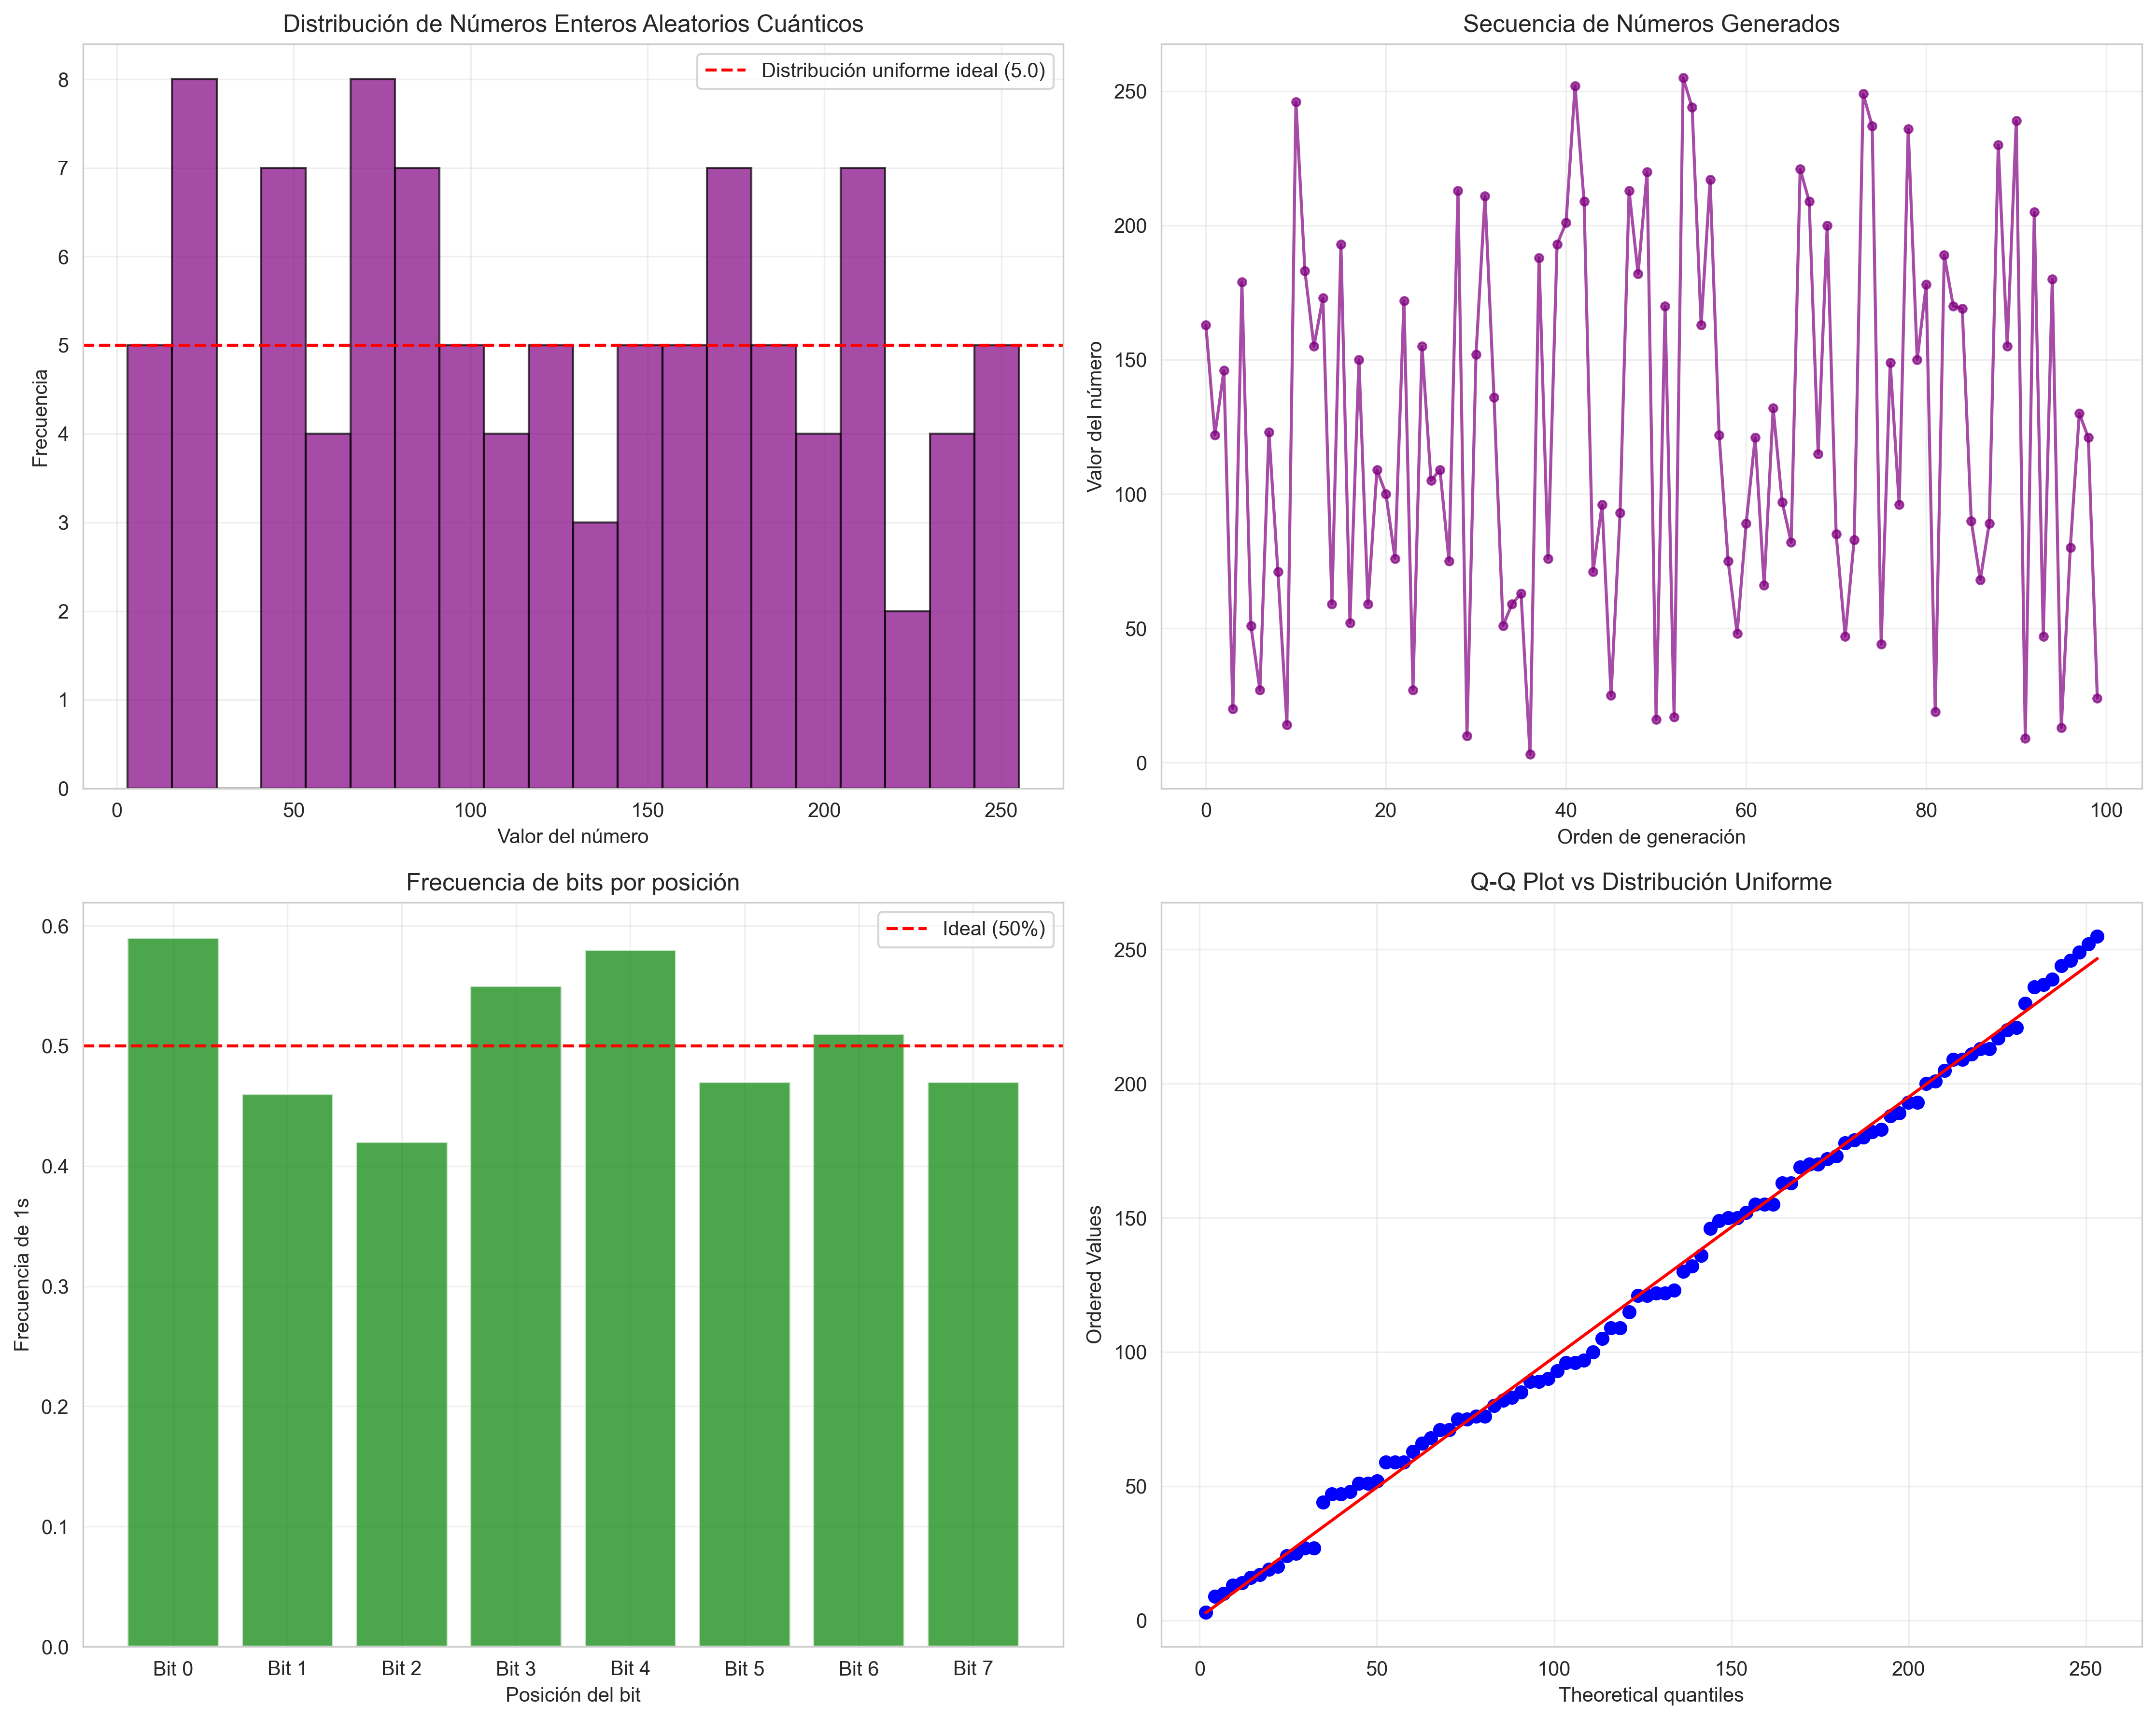 Distribución de Números Enteros Aleatorios Cuánticos
Distribución uniforme ideal (5.0)
Frecuencia
8
7
6
5
4
3
2
1
0
0 50 100 150 200 250
Valor del número
Secuencia de Números Generados
Valor del número
250
200
150
100
50
0
0 20 40 60 80 100
Orden de generación
Frecuencia de bits por posición
Ideal (50%)
Frecuencia de 1s
0.6
0.5
0.4
0.3
0.2
0.1
0.0
Bit 0 Bit 1 Bit 2 Bit 3 Bit 4 Bit 5 Bit 6 Bit 7
Posición del bit
Q-Q Plot vs Distribución Uniforme
Ordered Values
250
200
150
100
50
0
0 50 100 150 200 250
Theoretical quantiles